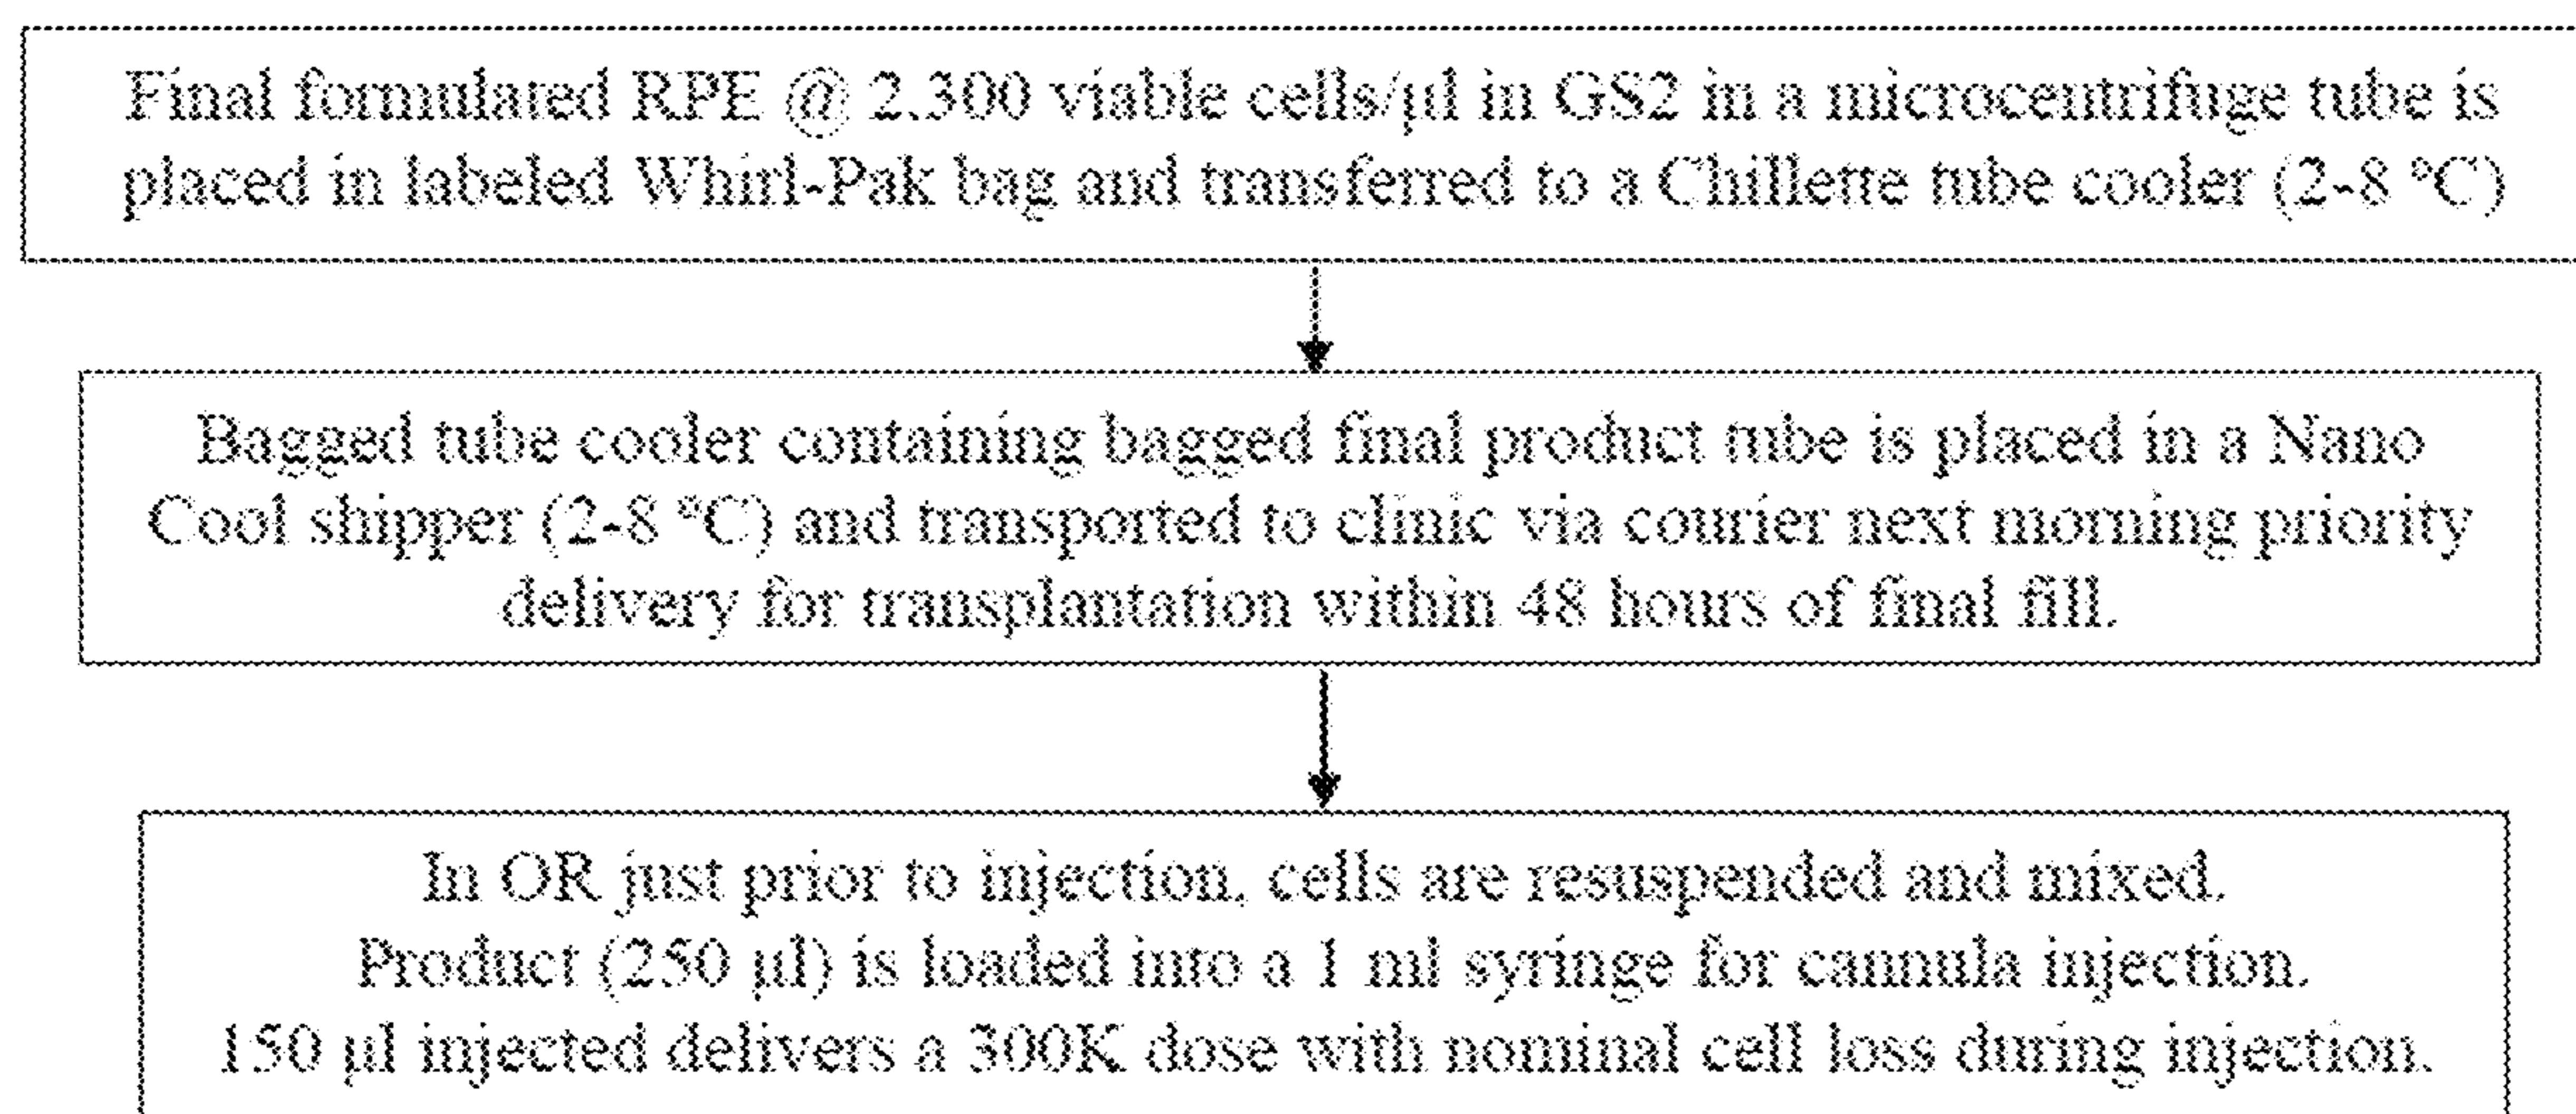 Final formulated RPE @ 2,300 viable cells/µl in GS2 in a microcentrifuge tube is
placed in labeled Whirl-Pak bag and transferred to a Chillette tube cooler (2-8 °C)
Bagged tube cooler containing bagged final product tube is placed in a Nano
Cool shipper (2-8 °C) and transported to clinic via courier next morning priority
delivery for transplantation within 48 hours of final fill.
In OR just prior to injection, cells are resuspended and mixed.
Product (250 µl) is loaded into a 1 ml syringe for cannula injection.
150 µl injected delivers a 300K dose with nominal cell loss during injection.